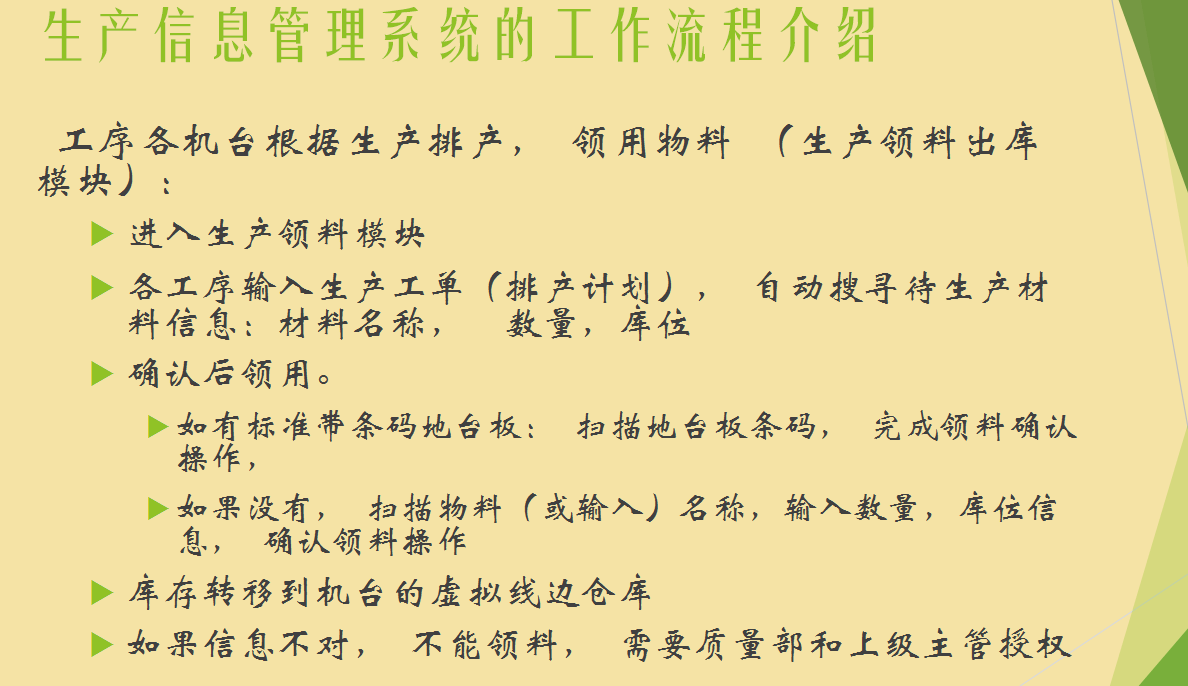 生产信息管理系统的工作流程介绍
工序各机台根据生产排产， 领用物料 （生产领料出库
模块）：
进入生产领料模块
各工序输入生产工单（排产计划）， 自动搜寻待生产材
料信息：材料名称， 数量，库位
确认后领用。
如有标准带条码地台板： 扫描地台板条码， 完成领料确认
操作，
如果没有， 扫描物料（或输入）名称，输入数量，库位信
息， 确认领料操作
库存转移到机台的虚拟线边仓库
如果信息不对， 不能领料， 需要质量部和上级主管授权